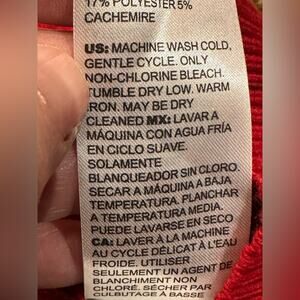 17% POLYESTER 5%
CACHEMIRE
US: MACHINE WASH COLD,
GENTLE CYCLE. ONLY
NON-CHLORINE BLEACH.
TUMBLE DRY LOW. WARM
IRON. MAY BE DRY
CLEANED MX: LAVAR A
MÁQUINA CON AGUA FRÍA
EN CICLO SUAVE.
SOLAMENTE
BLANQUEADOR SIN CLORO.
SECAR A MÁQUINA A BAJA
TEMPERATURA. PLANCHAR
A TEMPERATURA MEDIA.
PUEDE LAVARSE EN SECO
CA: LAVER À LA MACHINE
AU CYCLE DÉLICAT À L'EAU
FROIDE. UTILISER
SEULEMENT UN AGENT DE
BLANCHIMENT NON
CHLORÉ. SÉCHER PAR
CULBUTAGE À BASSE